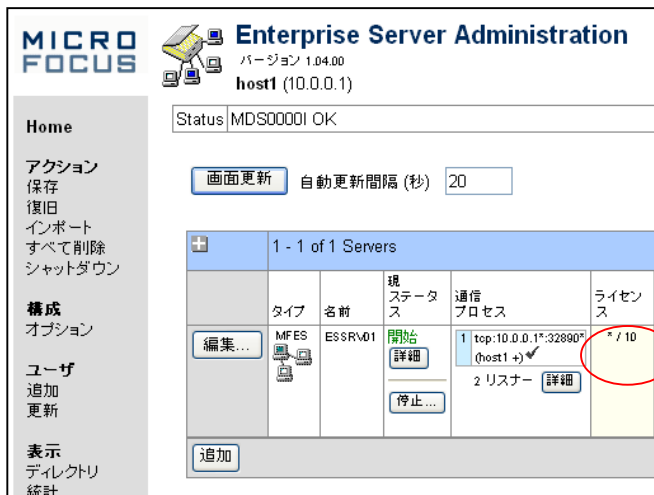 MICRO
FOCUS
Enterprise Server Administration
バージョン 1.04.00
host1 (10.0.0.1)
Status MDS0000I OK
Home
アクション
保存
復旧
インポート
すべて削除
シャットダウン
構成
オプション
ユーザ
追加
更新
表示
ディレクトリ
統計
画面更新 自動更新間隔 (秒) 20
1 - 1 of 1 Servers
タイプ
名前
現
ステータ
ス
通信
プロセス
ライセン
ス
編集...
MFES
ESSRV01
開始
詳細
停止...
1 tcp:10.0.0.1*:32890*
(host1 +)✔
2 リスナー 詳細
* / 10
追加